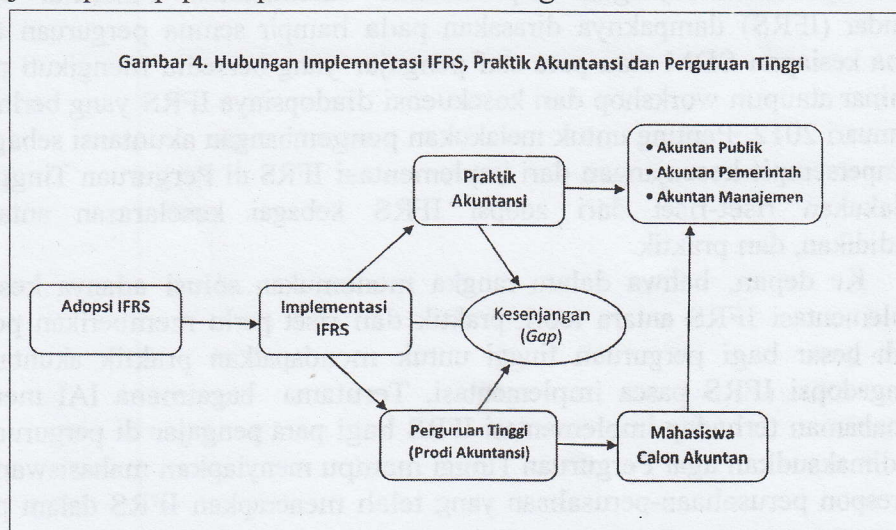 Gambar 4. Hubungan Implemnetasi IFRS, Praktik Akuntansi dan Perguruan Tinggi
Praktik
Akuntansi
• Akuntan Publik
• Akuntan Pemerintah
• Akuntan Manajemen
Adopsi IFRS
Implementasi
IFRS
Kesenjangan
(Gap)
Perguruan Tinggi
(Prodi Akuntansi)
Mahasiswa
Calon Akuntan